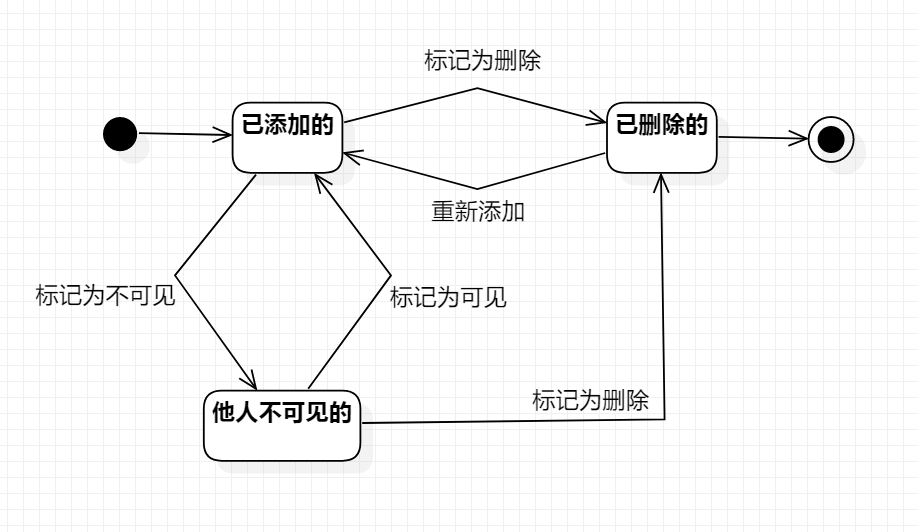 标记为删除
已添加的
已删除的
重新添加
标记为不可见
标记为可见
标记为删除
他人不可见的